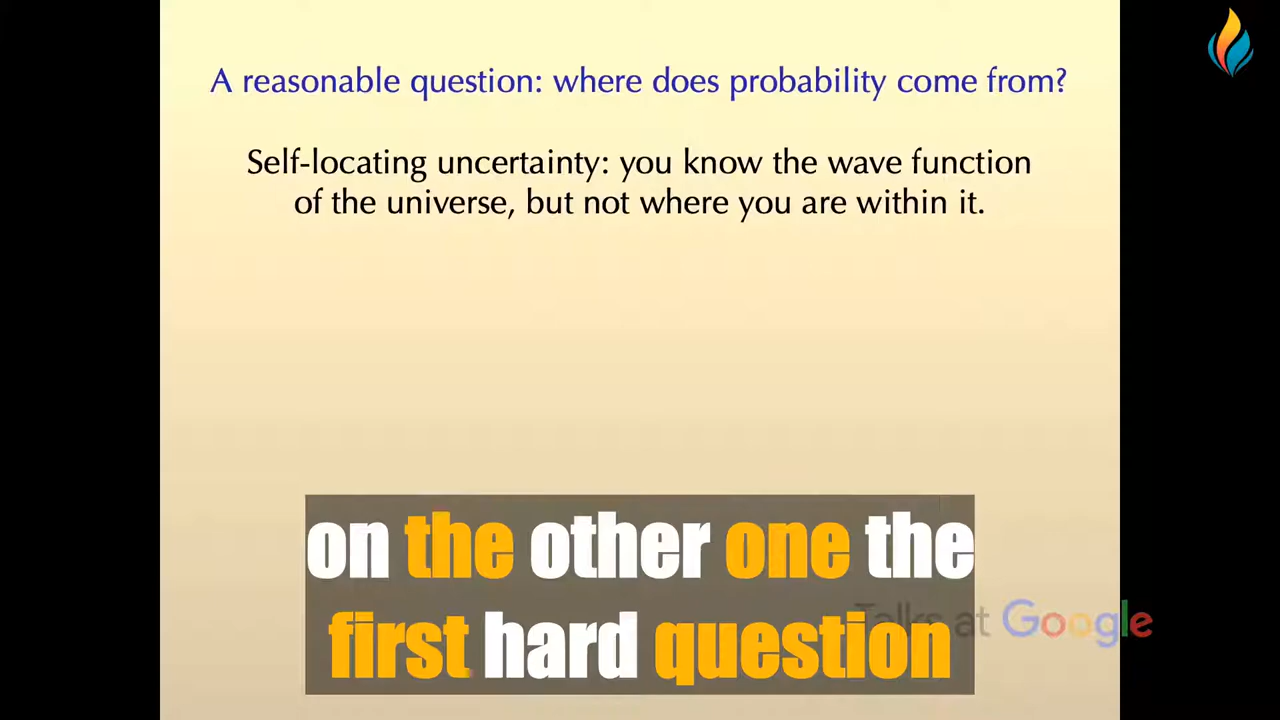 A reasonable question: where does probability come from?
Self-locating uncertainty: you know the wave function
of the universe, but not where you are within it.
on the other one the
first hard question
Talks at Google